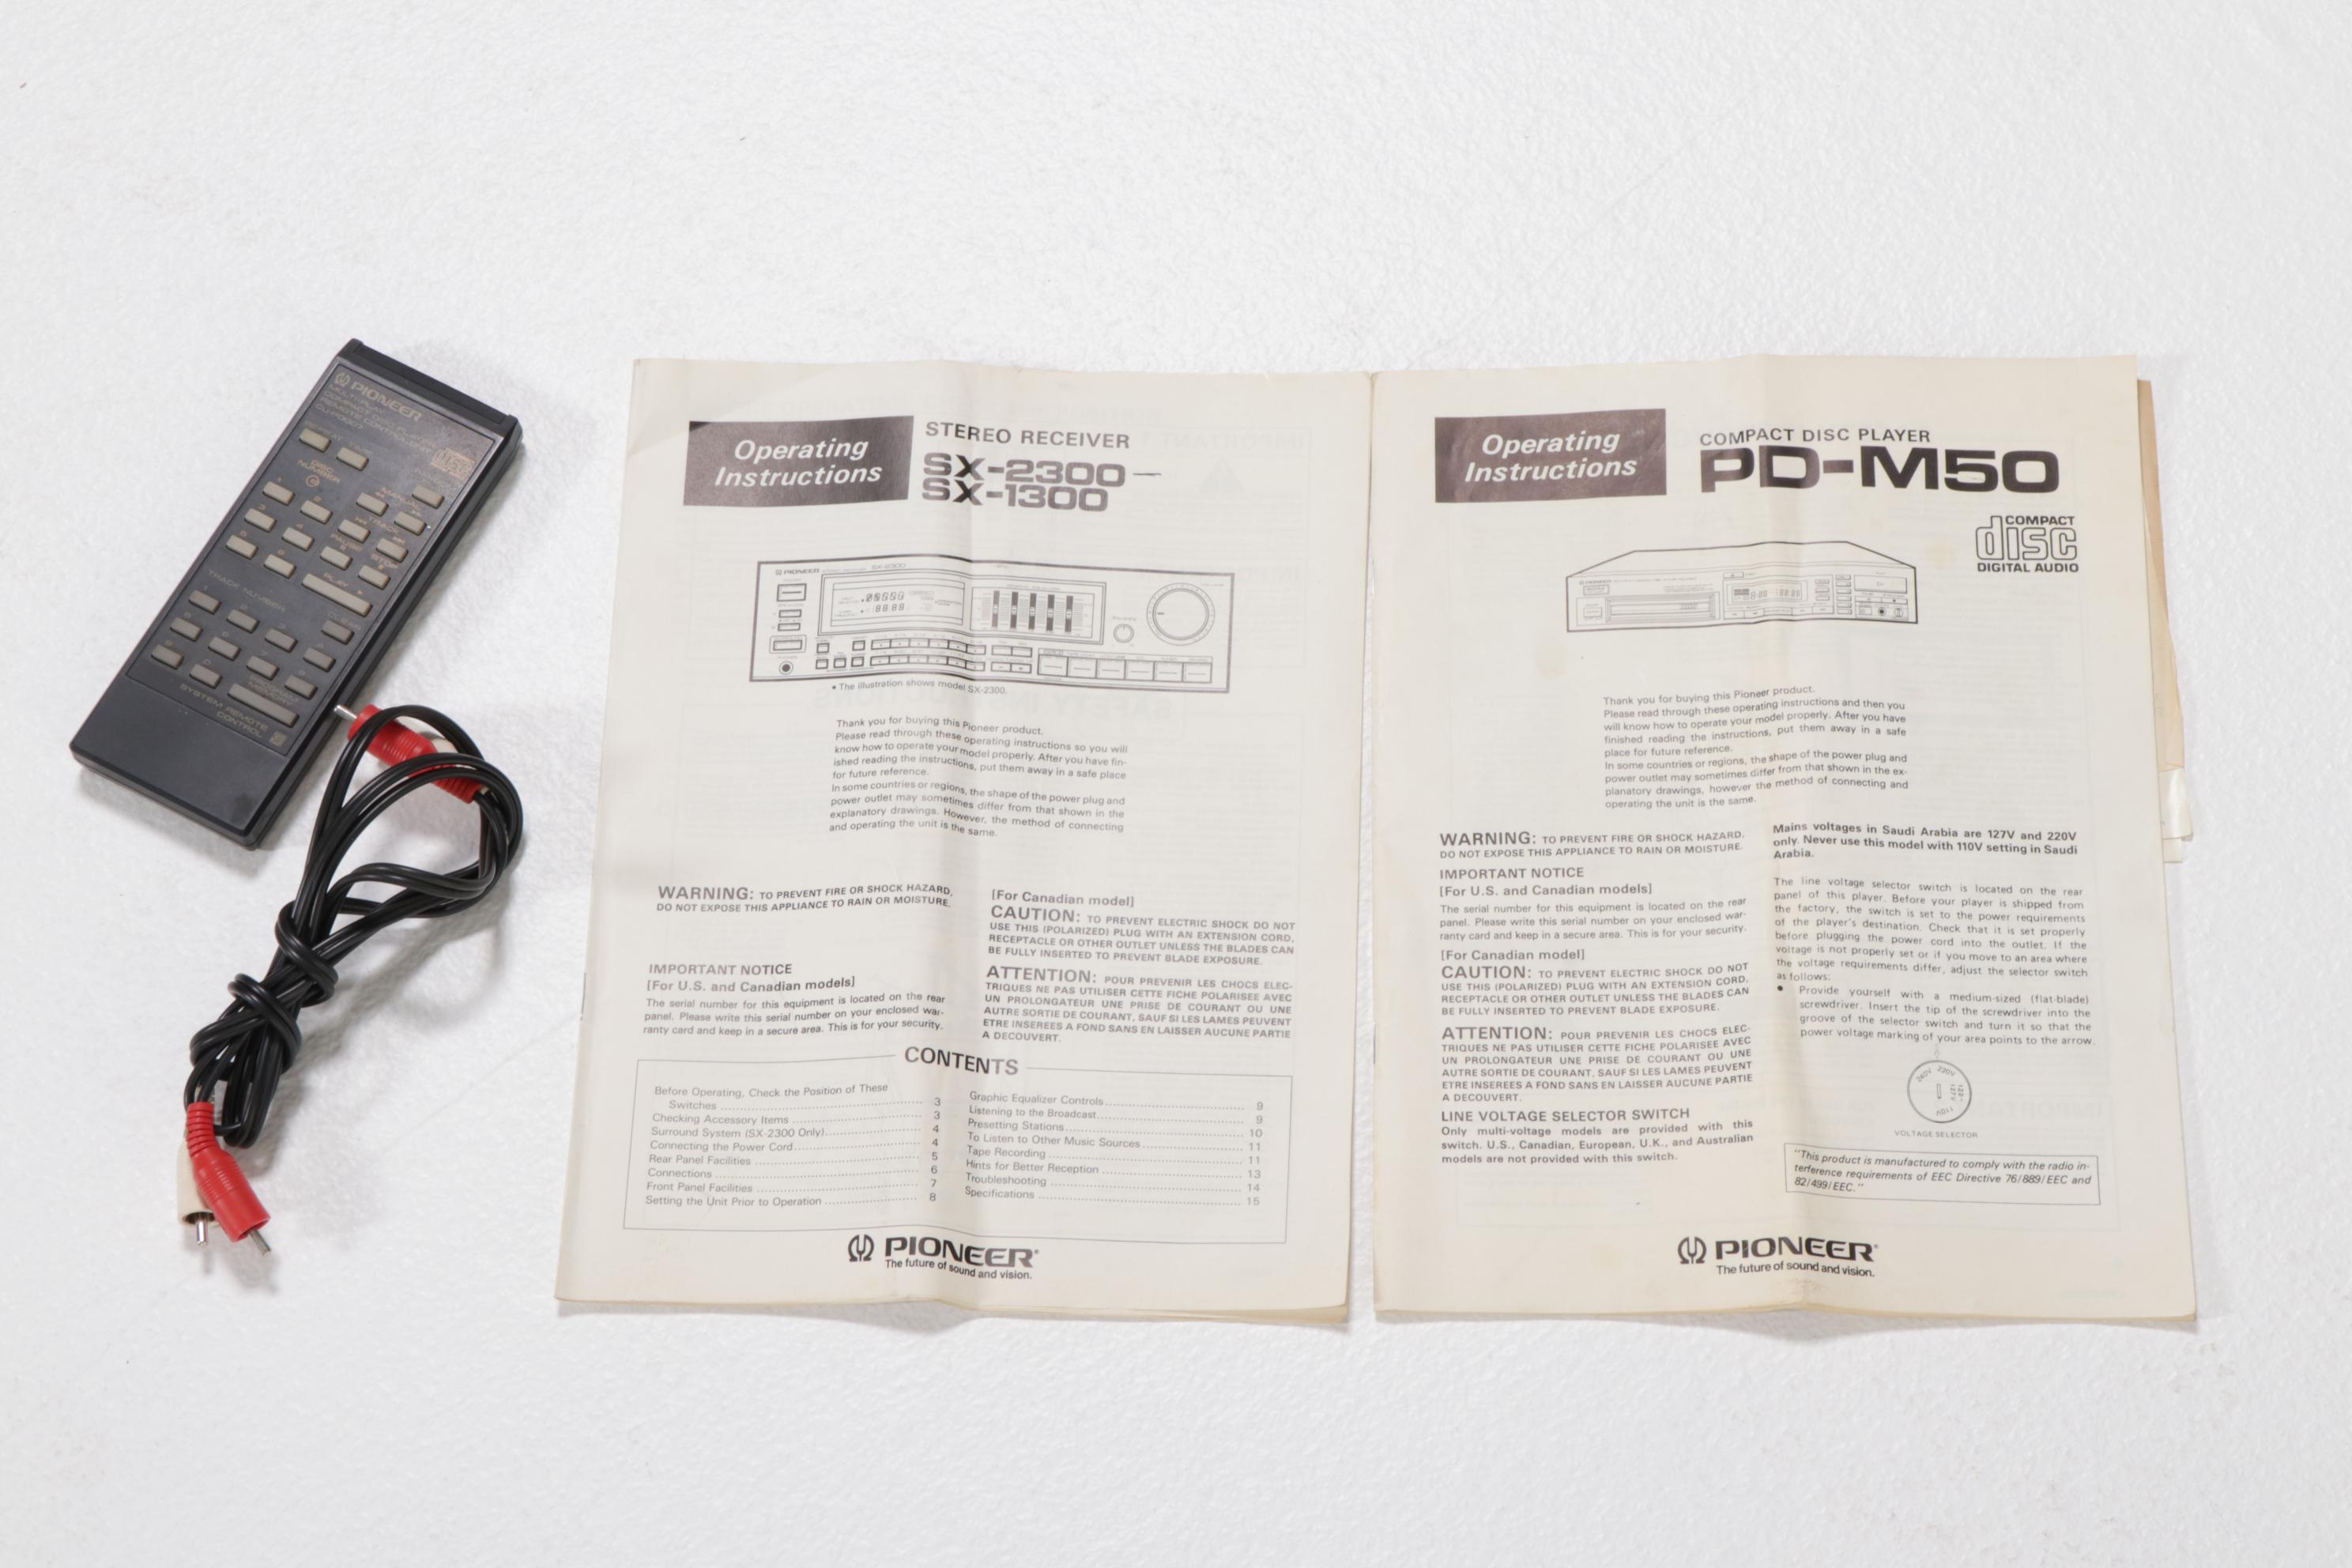 PIONEER
MULTI-PLAY
COMPACT DISC PLAYER
REMOTE CONTROL UNIT
REPEAT
DISC
NUMBER
MANUAL
TRACK
1 2
3 4
PAUSE
STOP
5 6
PLAY
TRACK NUMBER
1 2 3
CLEAR
PROGRAM
MEMORY
SYSTEM REMOTE
CONTROL
Operating
Instructions
STEREO RECEIVER
SX-2300
SX-1300
PIONEER
SX-2300
• The illustration shows model SX-2300.
Thank you for buying this Pioneer product.
Please read through these operating instructions so you will
know how to operate your model properly. After you have fin-
ished reading the instructions, put them away in a safe place
for future reference.
In some countries or regions, the shape of the power plug and
power outlet may sometimes differ from that shown in the
explanatory drawings. However, the method of connecting
and operating the unit is the same.
WARNING: TO PREVENT FIRE OR SHOCK HAZARD,
DO NOT EXPOSE THIS APPLIANCE TO RAIN OR MOISTURE.
IMPORTANT NOTICE
[For U.S. and Canadian models]
The serial number for this equipment is located on the rear
panel. Please write this serial number on your enclosed war-
ranty card and keep in a secure area. This is for your security.
[For Canadian model]
CAUTION: TO PREVENT ELECTRIC SHOCK DO NOT
USE THIS (POLARIZED) PLUG WITH AN EXTENSION CORD,
RECEPTACLE OR OTHER OUTLET UNLESS THE BLADES CAN
BE FULLY INSERTED TO PREVENT BLADE EXPOSURE.
ATTENTION: POUR PREVENIR LES CHOCS ELEC-
TRIQUES NE PAS UTILISER CETTE FICHE POLARISEE AVEC
UN PROLONGATEUR UNE PRISE DE COURANT OU UNE
AUTRE SORTIE DE COURANT, SAUF SI LES LAMES PEUVENT
ETRE INSEREES A FOND SANS EN LAISSER AUCUNE PARTIE
A DECOUVERT.
CONTENTS
Before Operating, Check the Position of These
Switches 3
Checking Accessory Items 3
Surround System (SX-2300 Only) 4
Connecting the Power Cord 4
Rear Panel Facilities 5
Connections 6
Front Panel Facilities 7
Setting the Unit Prior to Operation 8
Graphic Equalizer Controls 9
Listening to the Broadcast 9
Presetting Stations 10
To Listen to Other Music Sources 11
Tape Recording 11
Hints for Better Reception 13
Troubleshooting 14
Specifications 15
PIONEER®
The future of sound and vision.
Operating
Instructions
COMPACT DISC PLAYER
PD-M50
COMPACT
disc
DIGITAL AUDIO
PIONEER
Thank you for buying this Pioneer product.
Please read through these operating instructions and then you
will know how to operate your model properly. After you have
finished reading the instructions, put them away in a safe
place for future reference.
In some countries or regions, the shape of the power plug and
power outlet may sometimes differ from that shown in the ex-
planatory drawings, however the method of connecting and
operating the unit is the same.
WARNING: TO PREVENT FIRE OR SHOCK HAZARD,
DO NOT EXPOSE THIS APPLIANCE TO RAIN OR MOISTURE.
IMPORTANT NOTICE
[For U.S. and Canadian models]
The serial number for this equipment is located on the rear
panel. Please write this serial number on your enclosed war-
ranty card and keep in a secure area. This is for your security.
[For Canadian model]
CAUTION: TO PREVENT ELECTRIC SHOCK DO NOT
USE THIS (POLARIZED) PLUG WITH AN EXTENSION CORD,
RECEPTACLE OR OTHER OUTLET UNLESS THE BLADES CAN
BE FULLY INSERTED TO PREVENT BLADE EXPOSURE.
ATTENTION: POUR PREVENIR LES CHOCS ELEC-
TRIQUES NE PAS UTILISER CETTE FICHE POLARISEE AVEC
UN PROLONGATEUR UNE PRISE DE COURANT OU UNE
AUTRE SORTIE DE COURANT, SAUF SI LES LAMES PEUVENT
ETRE INSEREES A FOND SANS EN LAISSER AUCUNE PARTIE
A DECOUVERT.
LINE VOLTAGE SELECTOR SWITCH
Only multi-voltage models are provided with this
switch. U.S., Canadian, European, U.K., and Australian
models are not provided with this switch.
Mains voltages in Saudi Arabia are 127V and 220V
only. Never use this model with 110V setting in Saudi
Arabia.
The line voltage selector switch is located on the rear
panel of this player. Before your player is shipped from
the factory, the switch is set to the power requirements
of the player's destination. Check that it is set properly
before plugging the power cord into the outlet. If the
voltage is not properly set or if you move to an area where
the voltage requirements differ, adjust the selector switch
as follows:
• Provide yourself with a medium-sized (flat-blade)
screwdriver. Insert the tip of the screwdriver into the
groove of the selector switch and turn it so that the
power voltage marking of your area points to the arrow.
240V 220V
110V
VOLTAGE SELECTOR
"This product is manufactured to comply with the radio in-
terference requirements of EEC Directive 76/889/EEC and
82/499/EEC."
PIONEER®
The future of sound and vision.